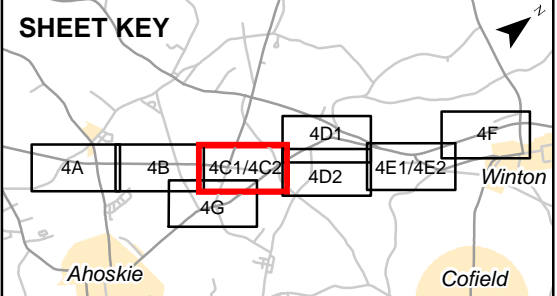 SHEET KEY
N
4F
4D1
4A
4B
4C1/4C2
4D2
4E1/4E2
Winton
4G
Ahoskie
Cofield